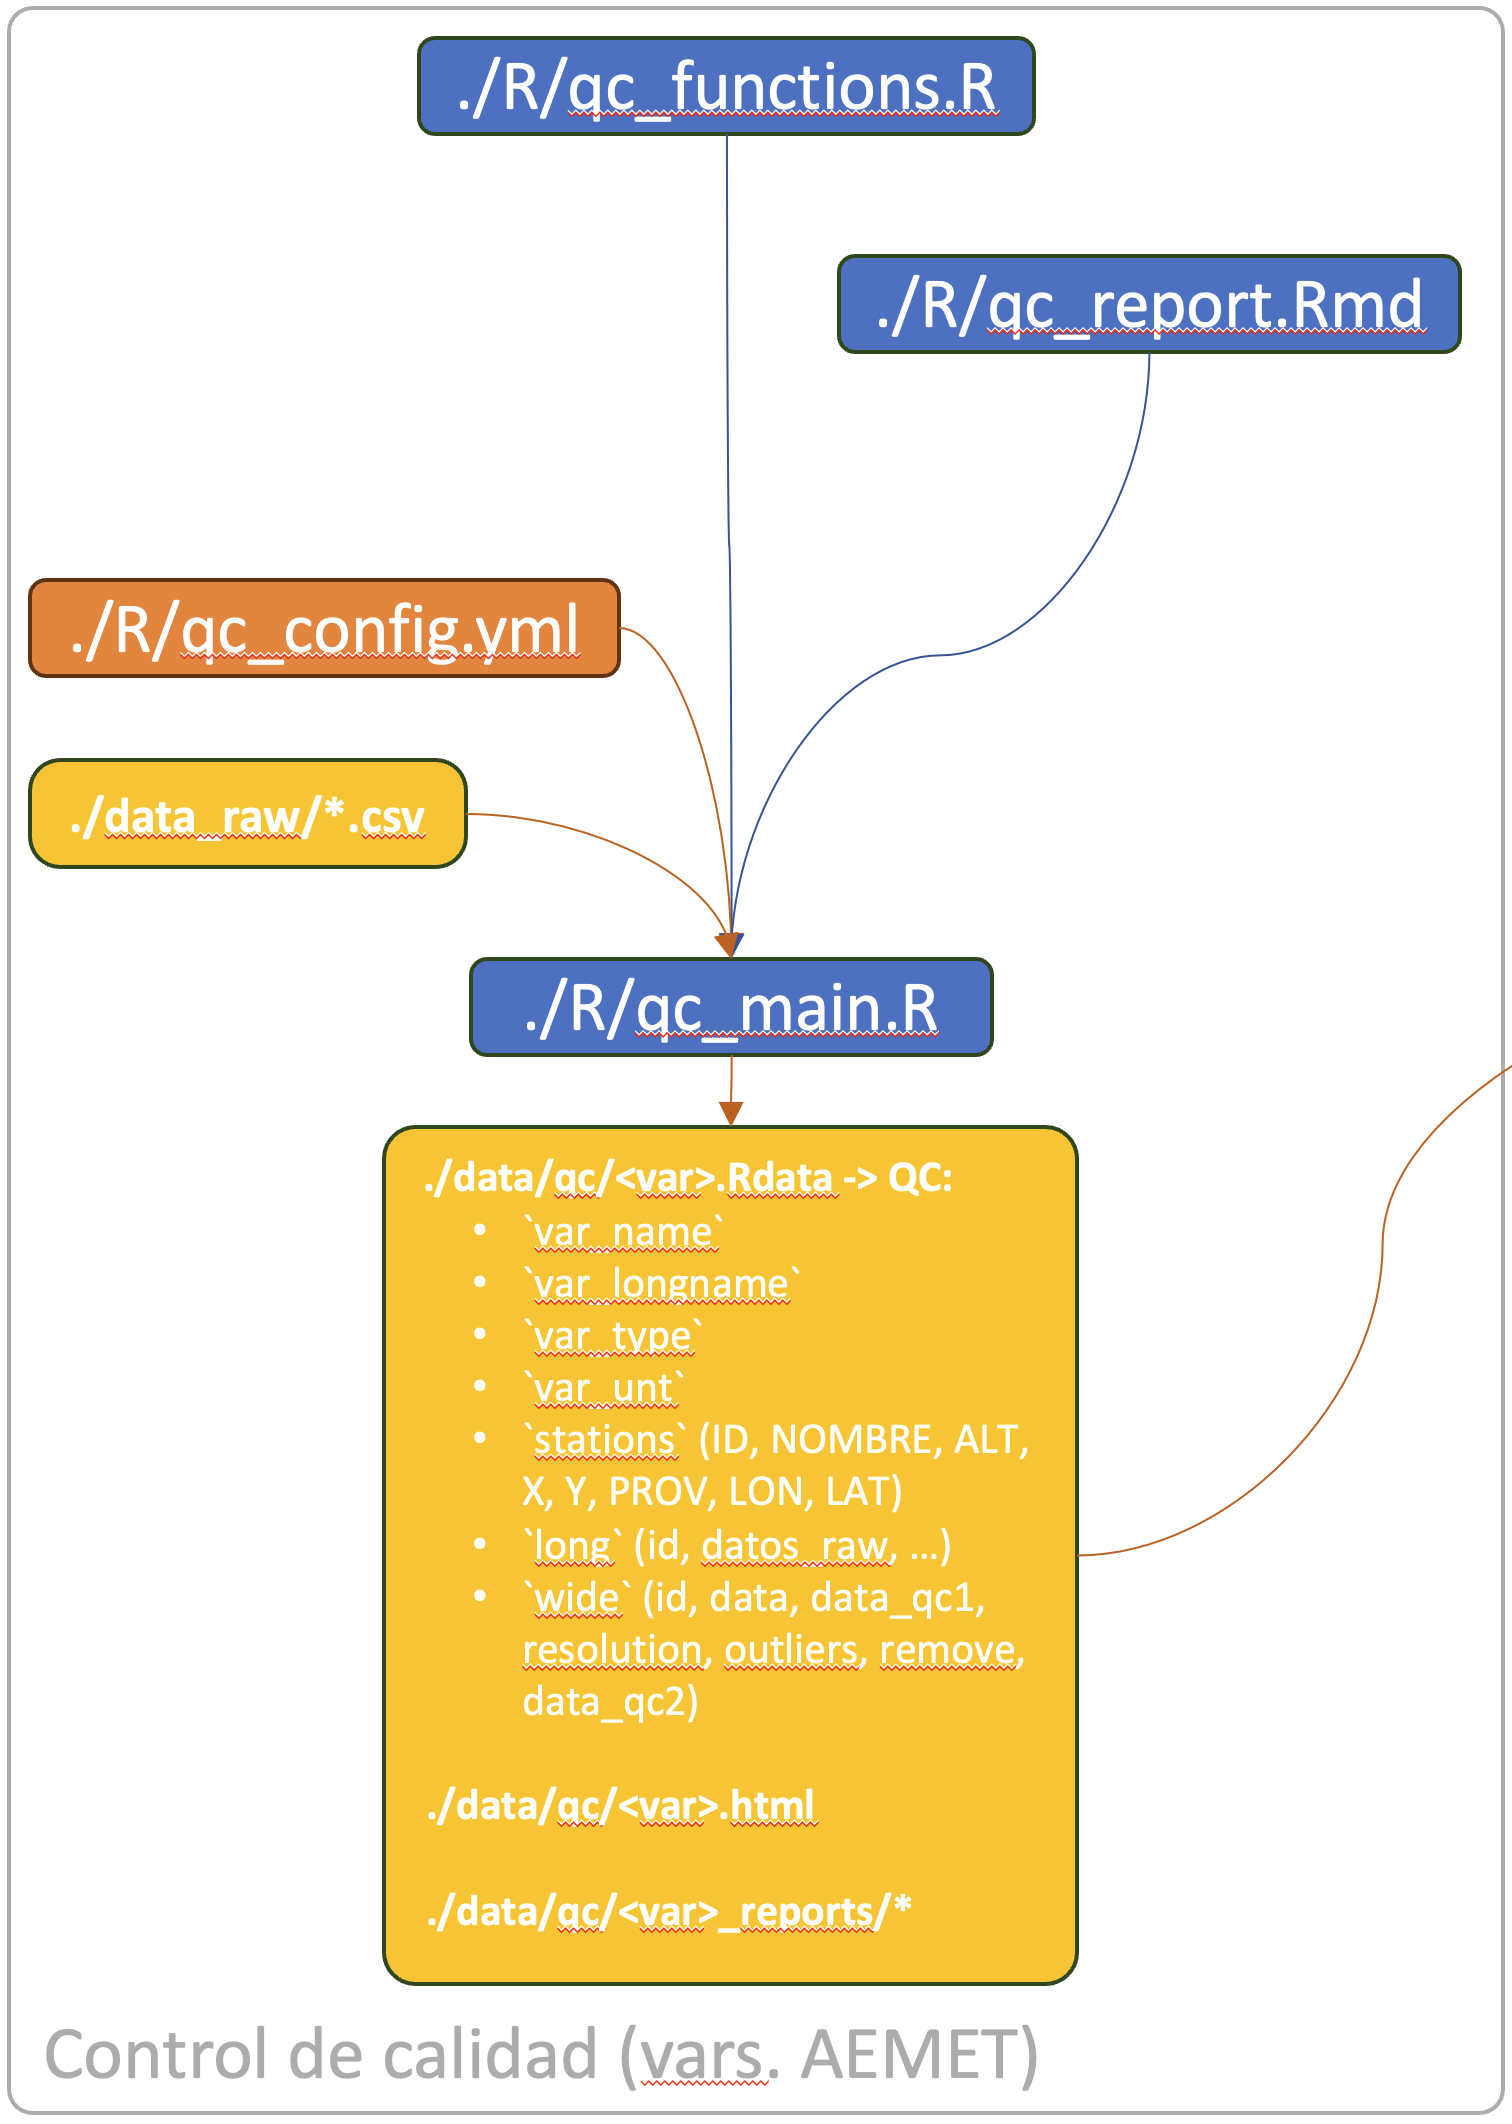 ./R/qc_functions.R
./R/qc_report.Rmd
./R/qc_config.yml
./data_raw/*.csv
./R/qc_main.R
./data/qc/<var>.Rdata -> QC:
• `var_name`
• `var_longname`
• `var_type`
• `var_unt`
• `stations` (ID, NOMBRE, ALT,
X, Y, PROV, LON, LAT)
• `long` (id, datos_raw, ...)
• `wide` (id, data, data_qc1,
resolution, outliers, remove,
data_qc2)
./data/qc/<var>.html
./data/qc/<var>_reports/*
Control de calidad (vars. AEMET)